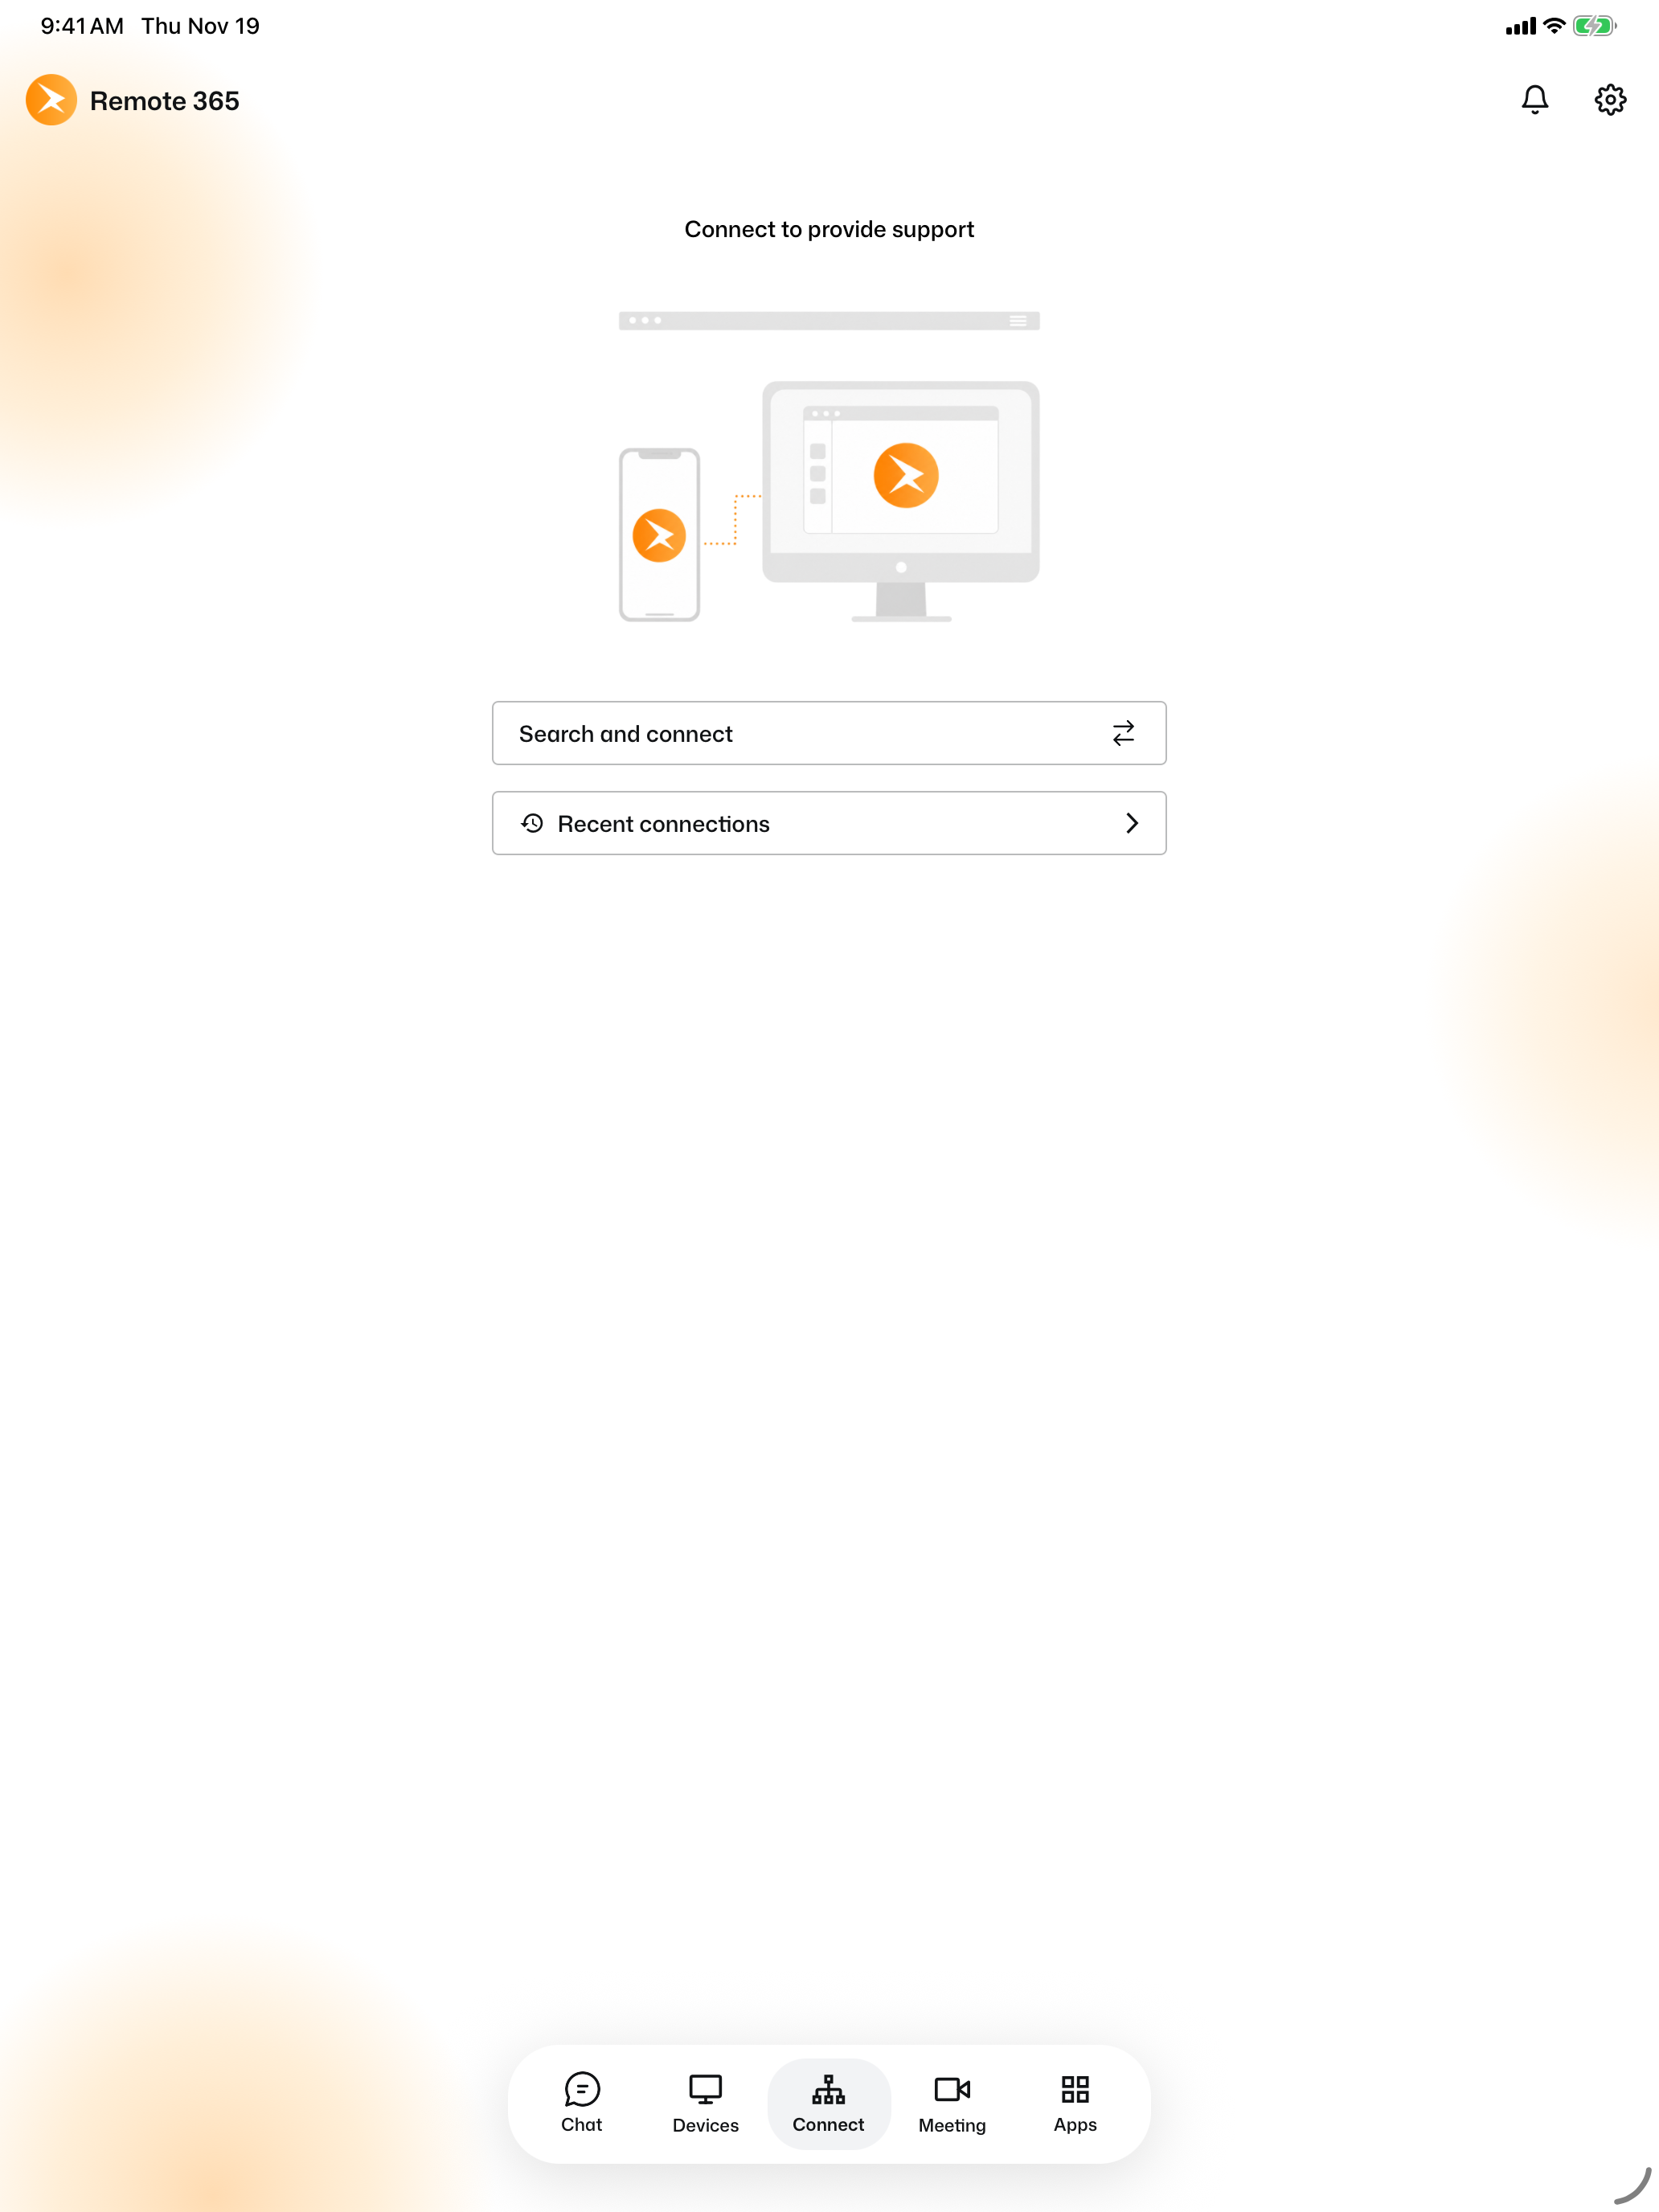 9:41 AM Thu Nov 19
Remote 365
Connect to provide support
Search and connect
Recent connections
Chat
Devices
Connect
Meeting
Apps